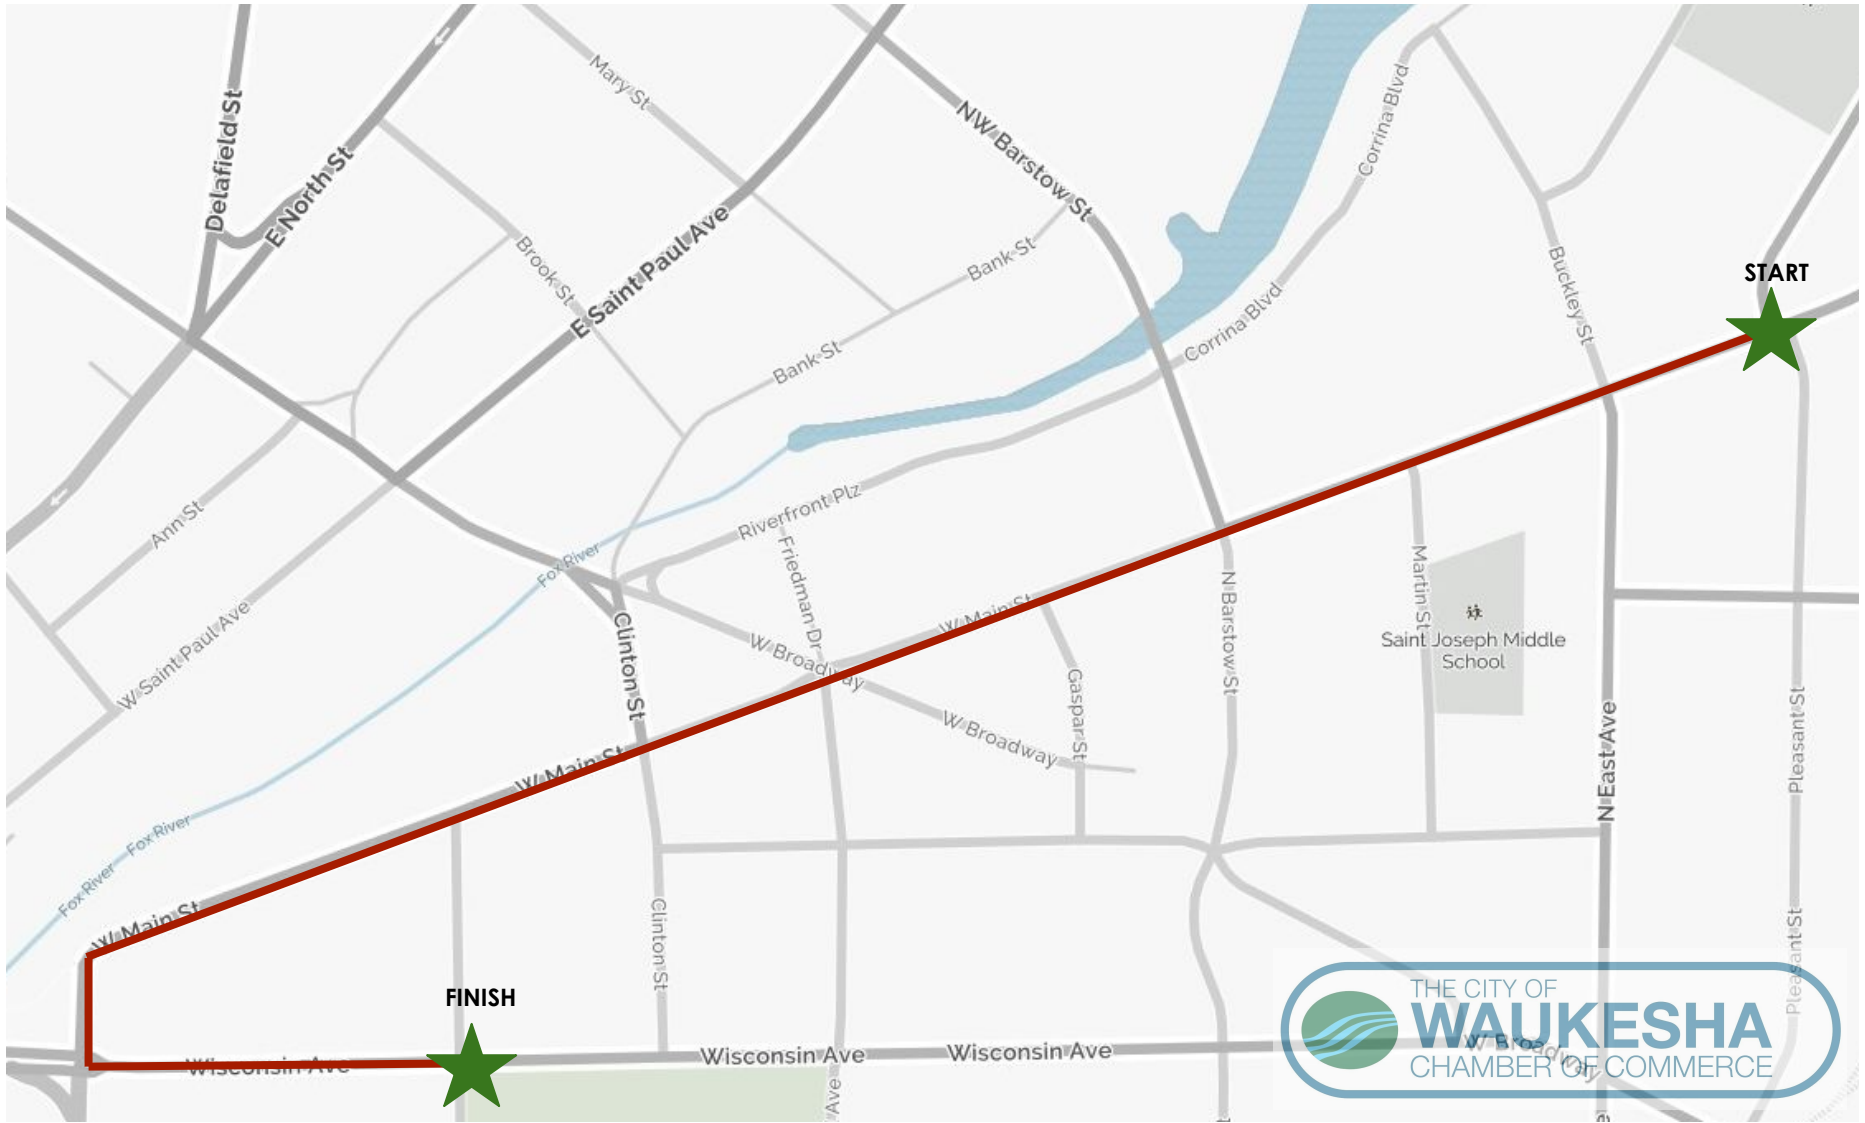 Mary St
Delafield St
E North St
NW Barstow St
Corrina Blvd
Brook St
E Saint Paul Ave
Bank St
Bank St
Corrina Blvd
Buckley St
START
Ann St
Riverfront Plz
Fox River
Friedman Dr
W Main St
N Barstow St
Martin St
Saint Joseph Middle
School
W Saint Paul Ave
Clinton St
W Broadway
Gaspar St
W Broadway
Pleasant St
N East Ave
W Main St
Fox River
Fox River
W Main St
Clinton St
Pleasant St
FINISH
Wisconsin Ave
Wisconsin Ave
Wisconsin Ave
Ave
THE CITY OF
WAUKESHA
CHAMBER OF COMMERCE
W Broadway